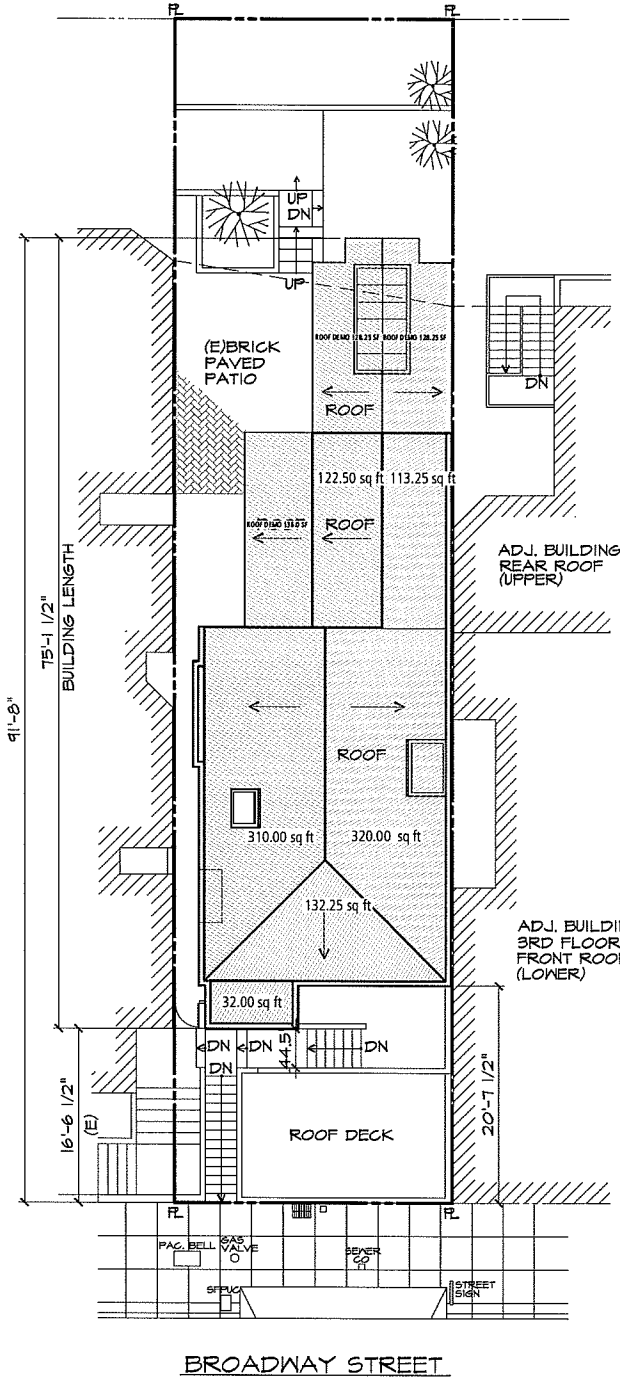 PL
PL
UP
DN
UP
(E)BRICK
PAVED
PATIO
ROOF DEMO 128.25 SF
ROOF DEMO 128.25 SF
ROOF
DN
122.50 sq ft
113.25 sq ft
ROOF DEMO
SF
ROOF
ADJ. BUILDING
REAR ROOF
(UPPER)
75'-1 1/2"
BUILDING LENGTH
91'-8"
ROOF
310.00 sq ft
320.00 sq ft
132.25 sq ft
ADJ. BUILDI
3RD FLOOR
FRONT ROO
(LOWER)
32.00 sq ft
DN
DN
DN
DN
44.5
16'-6 1/2"
(E)
20'-7 1/2"
ROOF DECK
PL
PL
PAC. BELL
GAS
VALVE
SEWER
CO
SFPUC
STREET
SIGN
BROADWAY STREET